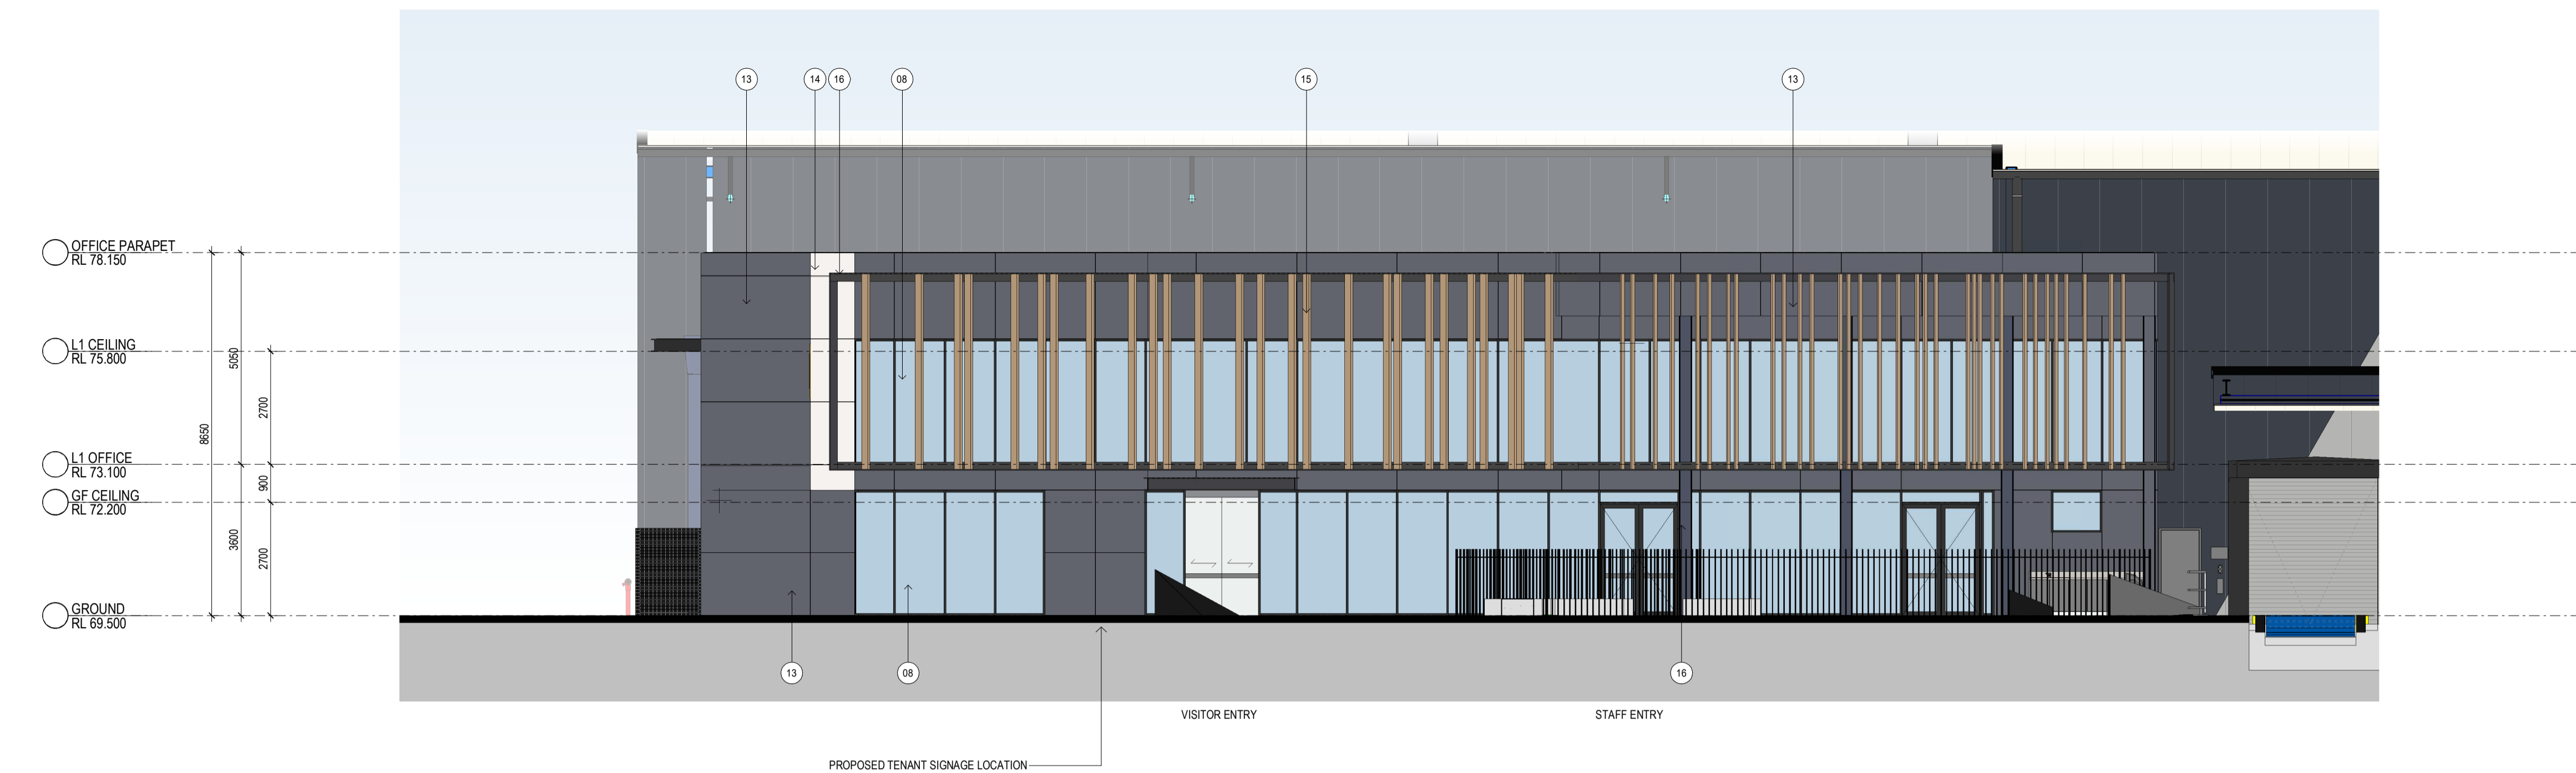 13
14
16
08
15
13
OFFICE PARAPET
RL 78.150
L1 CEILING
RL 75.800
L1 OFFICE
RL 73.100
GF CEILING
RL 72.200
GROUND
RL 69.500
8650
5050
3600
2700
900
2700
13
08
16
VISITOR ENTRY
STAFF ENTRY
PROPOSED TENANT SIGNAGE LOCATION